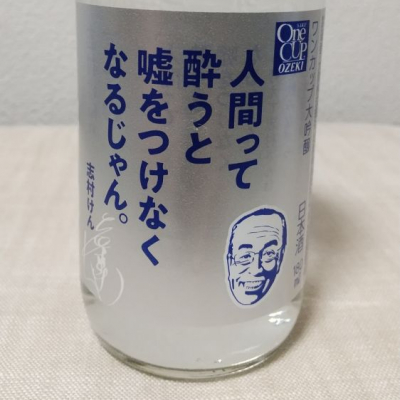 One
CUP
OZEKI
ワンカップ大吟醸
日本酒
人間って
酔うと
嘘をつけなく
なるじゃん。
志村けん